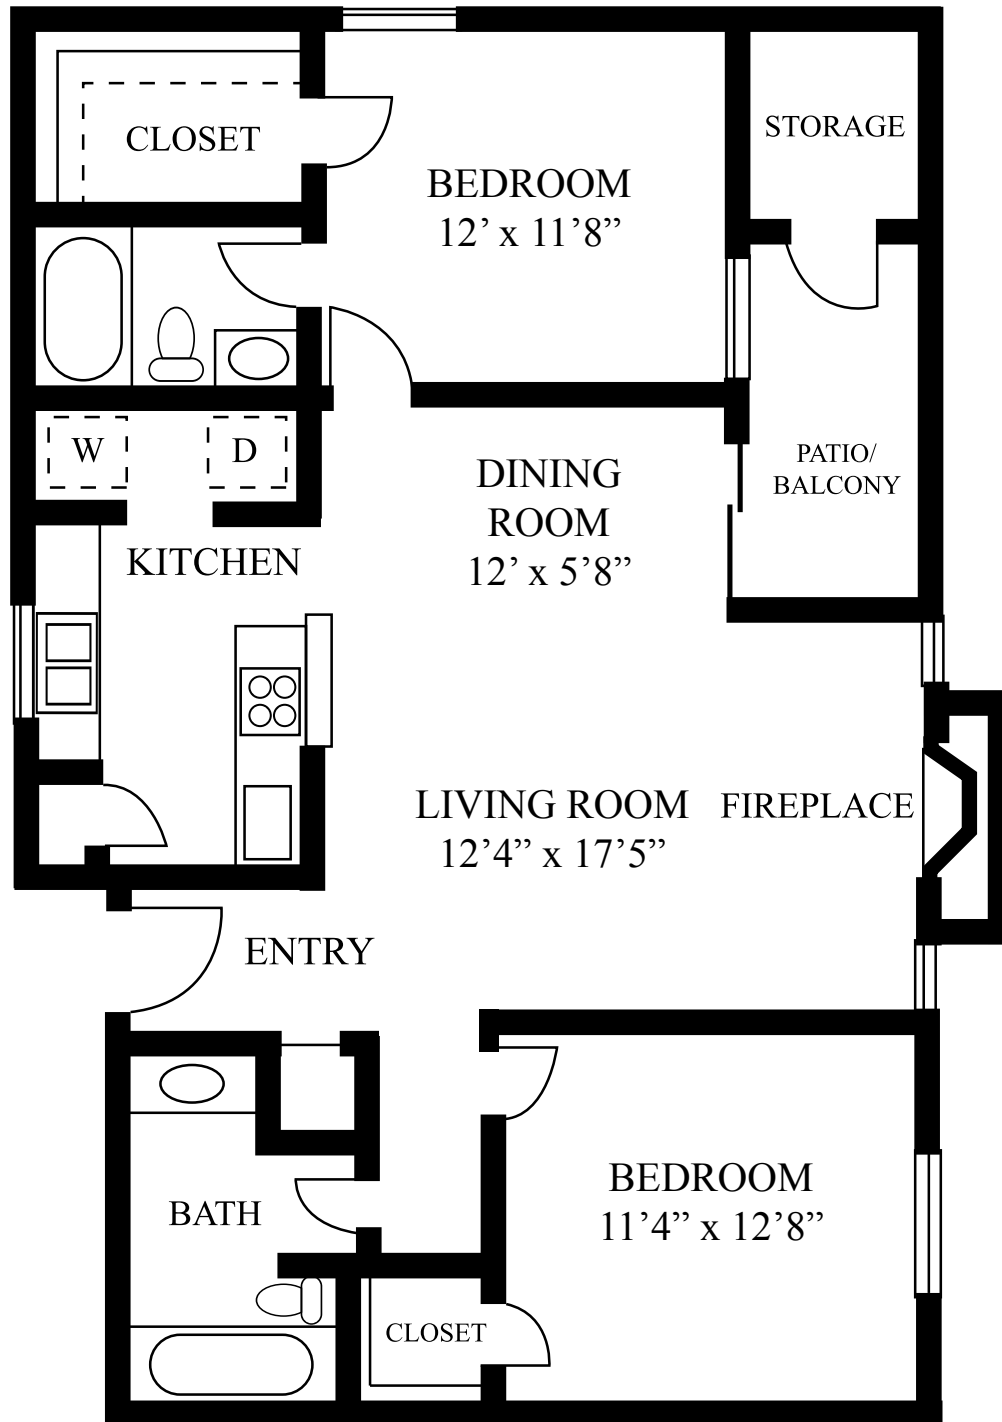 CLOSET
BEDROOM
12’ x 11’8”
STORAGE
W
D
DINING
ROOM
12’ x 5’8”
PATIO/
BALCONY
KITCHEN
LIVING ROOM
12’4” x 17’5”
FIREPLACE
ENTRY
BATH
BEDROOM
11’4” x 12’8”
CLOSET